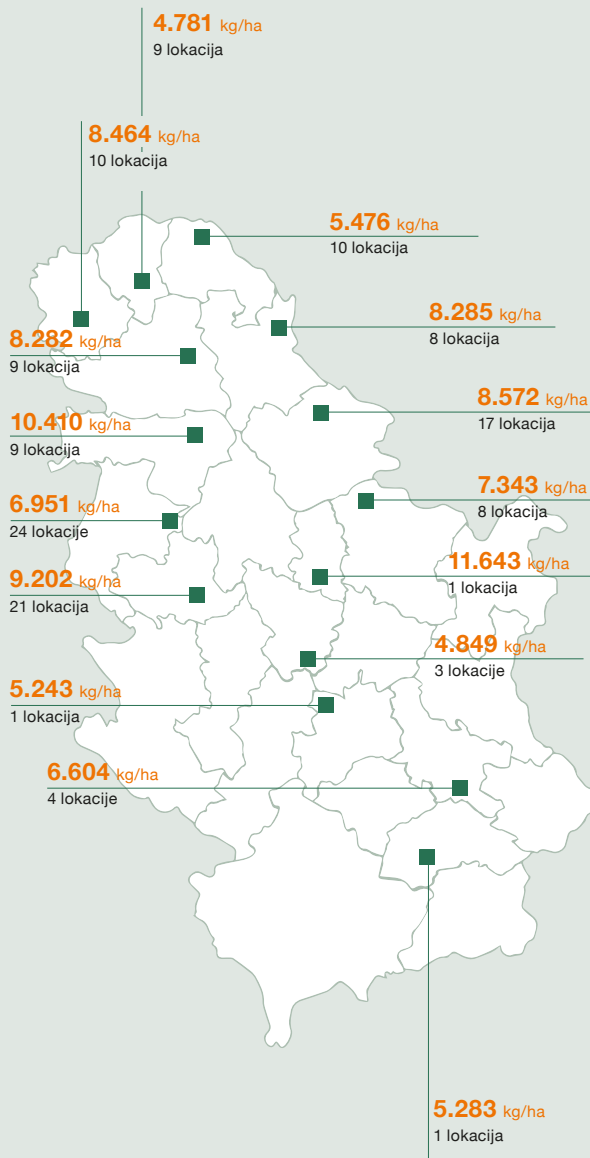 4.781 kg/ha
9 lokacija
8.464 kg/ha
10 lokacija
5.476 kg/ha
10 lokacija
8.285 kg/ha
8 lokacija
8.282 kg/ha
9 lokacija
8.572 kg/ha
17 lokacija
10.410 kg/ha
9 lokacija
7.343 kg/ha
8 lokacija
6.951 kg/ha
24 lokacije
11.643 kg/ha
1 lokacija
9.202 kg/ha
21 lokacija
4.849 kg/ha
3 lokacije
5.243 kg/ha
1 lokacija
6.604 kg/ha
4 lokacije
5.283 kg/ha
1 lokacija